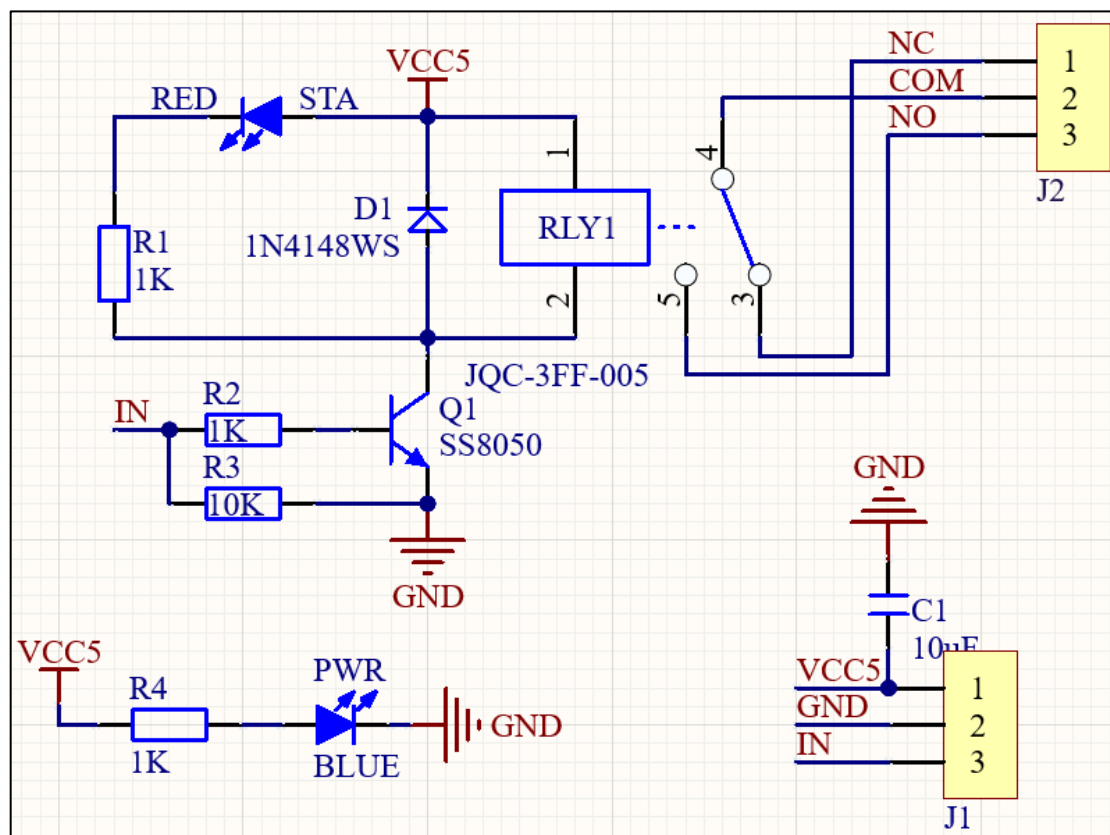 NC
VCC5
COM
RED STA
NO
1
2
3
J2
1
4
D1
1N4148WS
RLY1
R1
1K
2
5
3
JQC-3FF-005
IN
R2
1K
Q1
SS8050
R3
10K
GND
GND
C1
10uF
VCC5
PWR
R4
1K
BLUE
GND
VCC5
GND
IN
1
2
3
J1